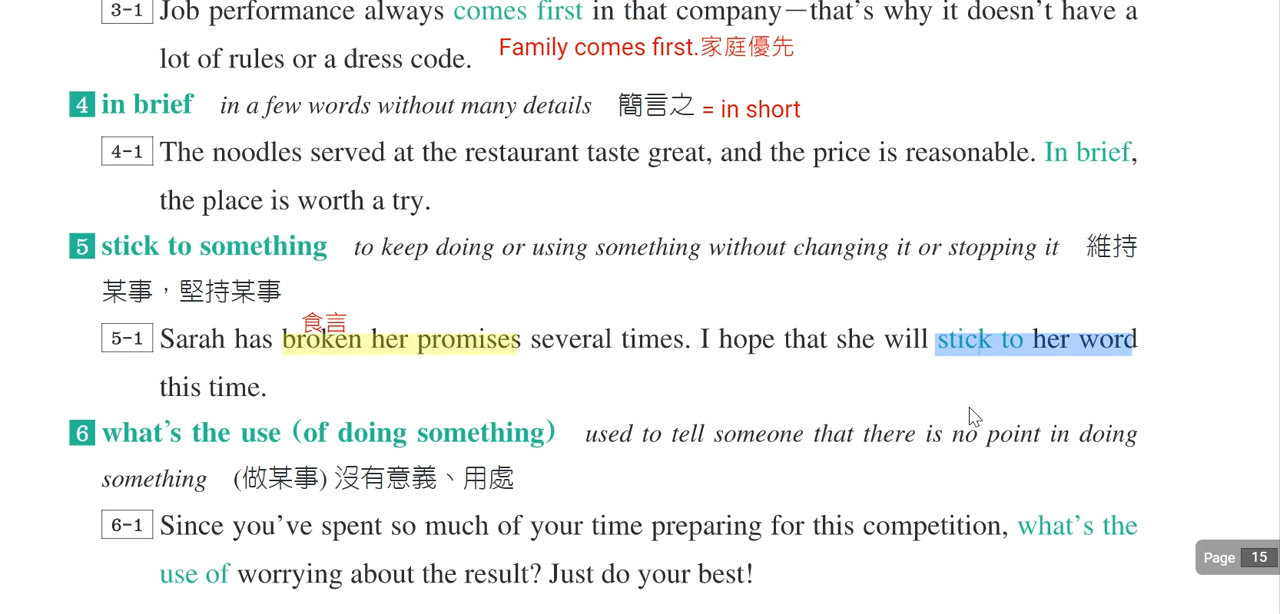 3-1 Job performance always comes first in that company—that's why it doesn't have a
lot of rules or a dress code. Family comes first.家庭優先
4 in brief in a few words without many details 簡言之 = in short
4-1 The noodles served at the restaurant taste great, and the price is reasonable. In brief,
the place is worth a try.
5 stick to something to keep doing or using something without changing it or stopping it 維持
某事，堅持某事
食言
5-1 Sarah has broken her promises several times. I hope that she will stick to her word
this time.
6 what's the use (of doing something) used to tell someone that there is no point in doing
something (做某事) 沒有意義、用處
6-1 Since you've spent so much of your time preparing for this competition, what's the
use of worrying about the result? Just do your best!
Page 15